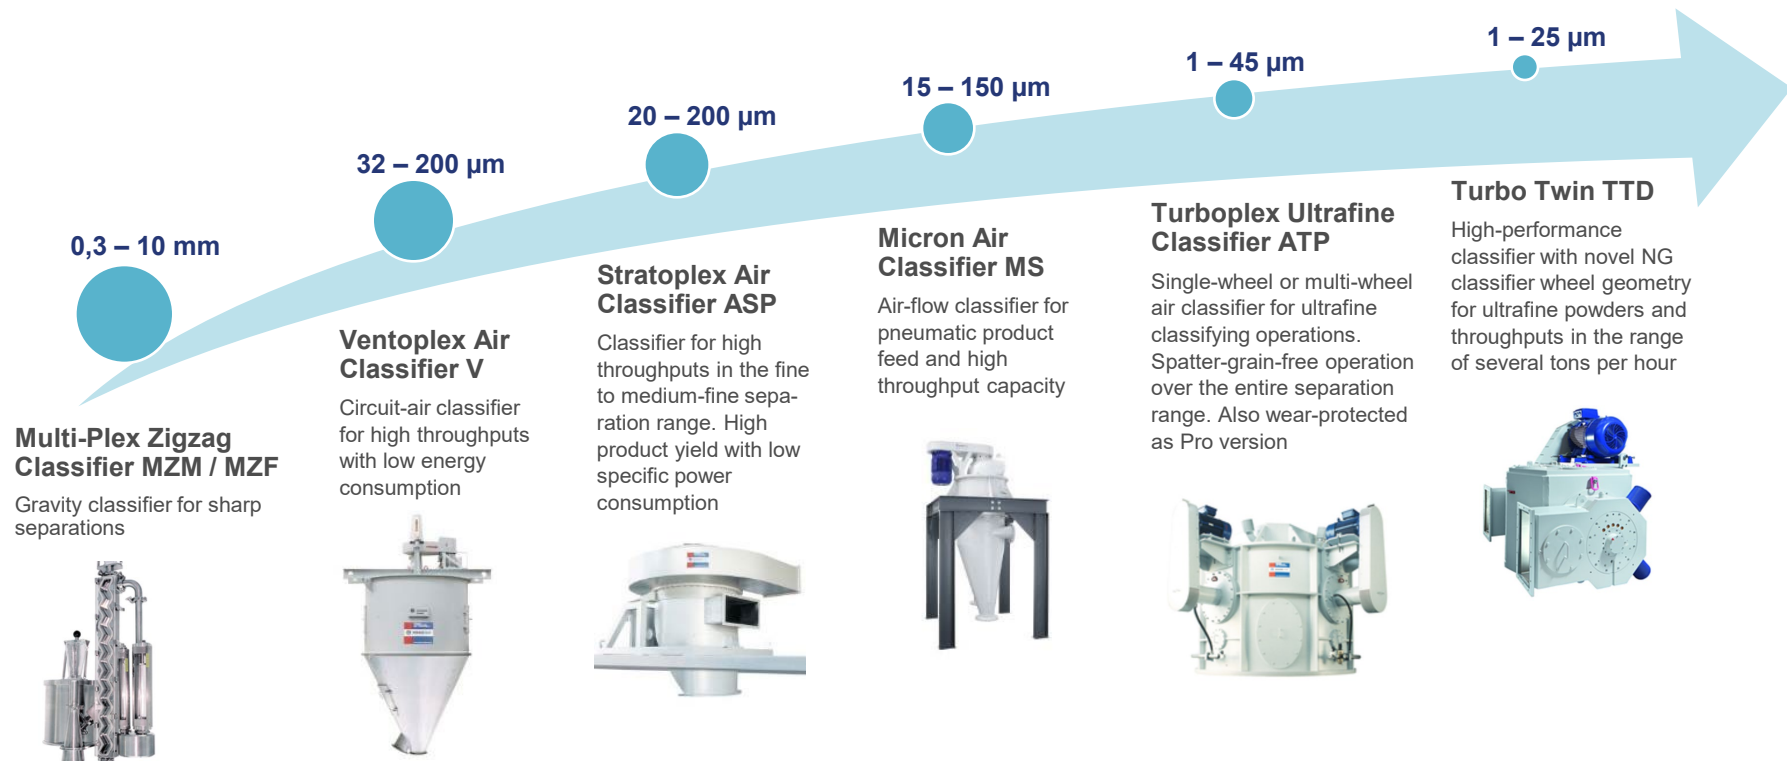 0,3 – 10 mm
Multi-Plex Zigzag
Classifier MZM / MZF
Gravity classifier for sharp
separations
32 – 200 µm
Ventoplex Air
Classifier V
Circuit-air classifier
for high throughputs
with low energy
consumption
20 – 200 µm
Stratoplex Air
Classifier ASP
Classifier for high
throughputs in the fine
to medium-fine sepa-
ration range. High
product yield with low
specific power
consumption
15 – 150 µm
Micron Air
Classifier MS
Air-flow classifier for
pneumatic product
feed and high
throughput capacity
1 – 45 µm
Turboplex Ultrafine
Classifier ATP
Single-wheel or multi-wheel
air classifier for ultrafine
classifying operations.
Spatter-grain-free operation
over the entire separation
range. Also wear-protected
as Pro version
1 – 25 µm
Turbo Twin TTD
High-performance
classifier with novel NG
classifier wheel geometry
for ultrafine powders and
throughputs in the range
of several tons per hour